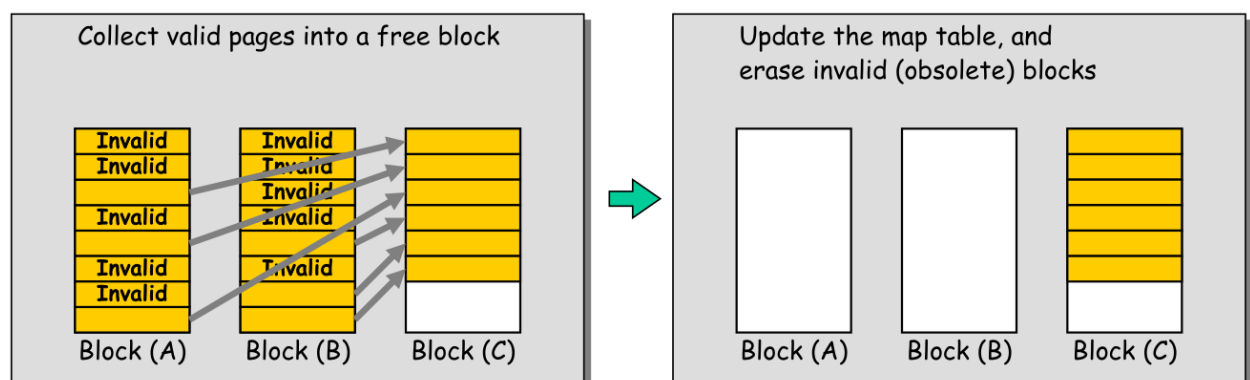 Collect valid pages into a free block
Invalid
Invalid
Invalid
Invalid
Invalid
Block (A)
Invalid
Invalid
Invalid
Invalid
Invalid
Block (B)
Block (C)
Update the map table, and
erase invalid (obsolete) blocks
Block (A)
Block (B)
Block (C)